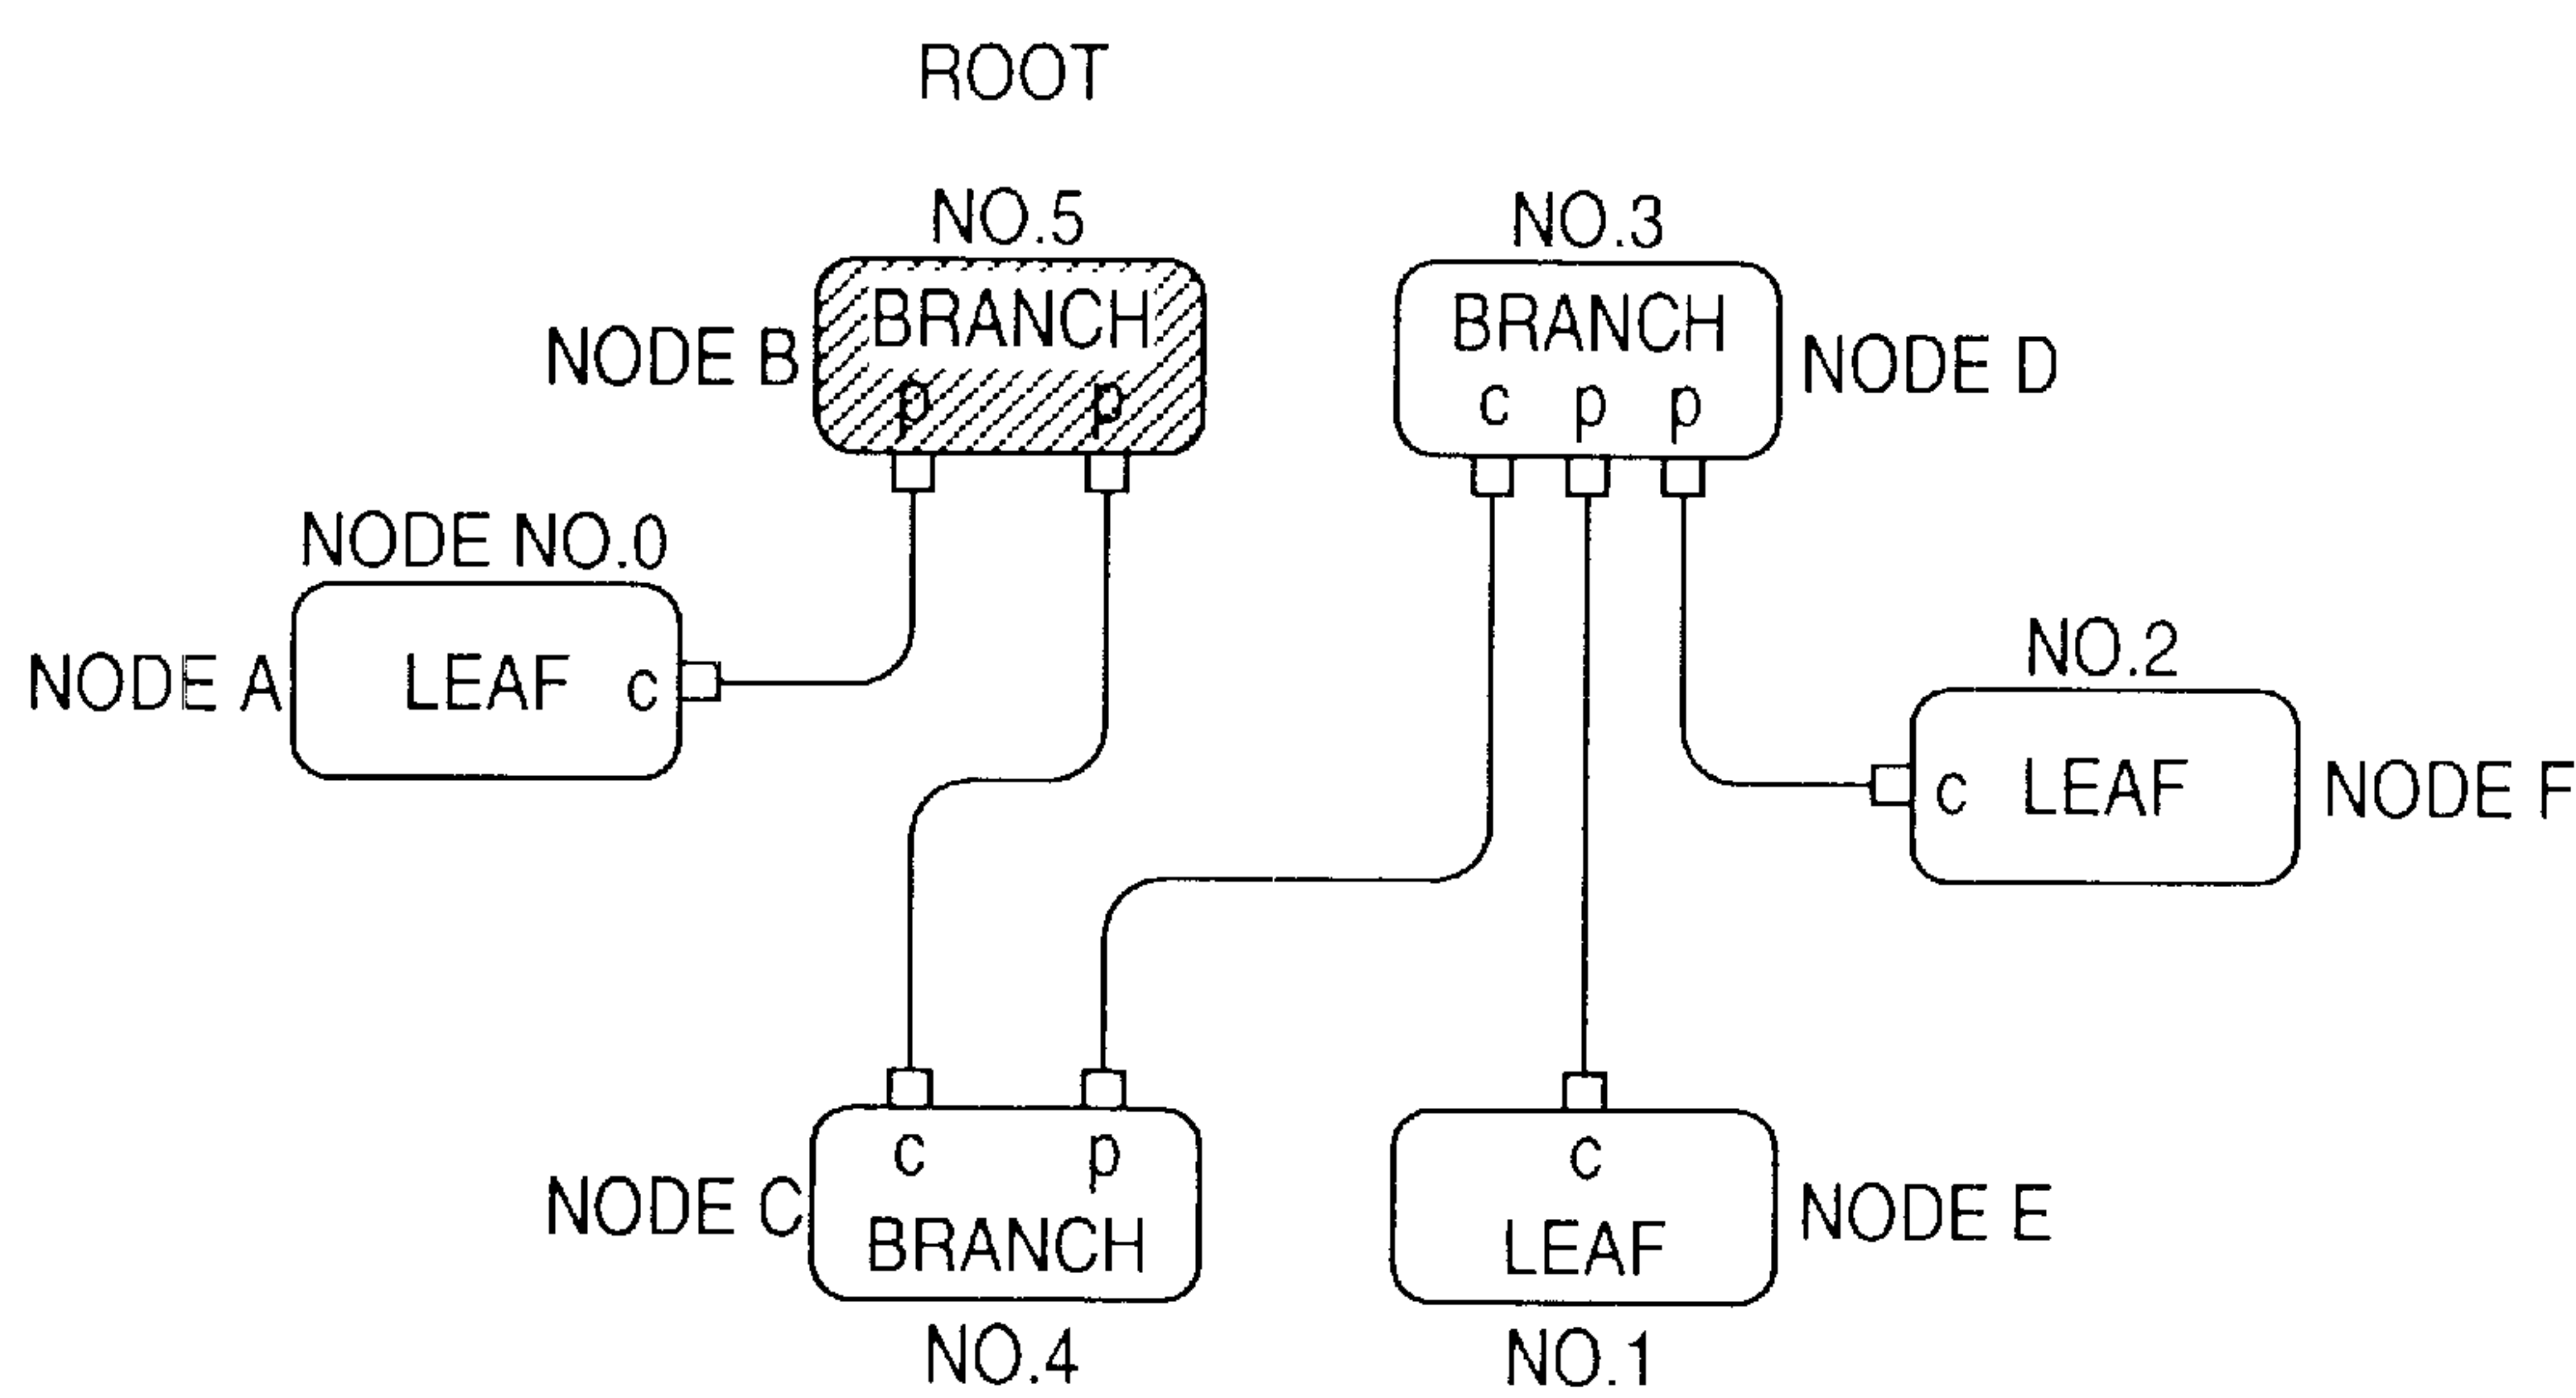 ROOT
NO.5
NO.3
BRANCH
p p
NODE B
BRANCH
c p p
NODE D
NODE NO.0
NODE A
LEAF c
NO.2
c LEAF
NODE F
c p
BRANCH
NODE C
NO.4
c
LEAF
NODE E
NO.1